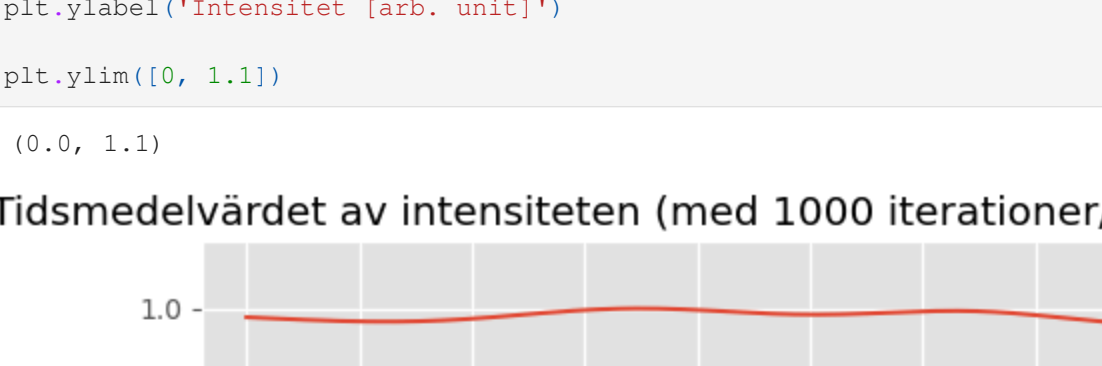 plt.ylabel('Intensitet [arb. unit]')
plt.ylim([0, 1.1])
(0.0, 1.1)
Tidsmedelvärdet av intensiteten (med 1000 iterationer/
1.0